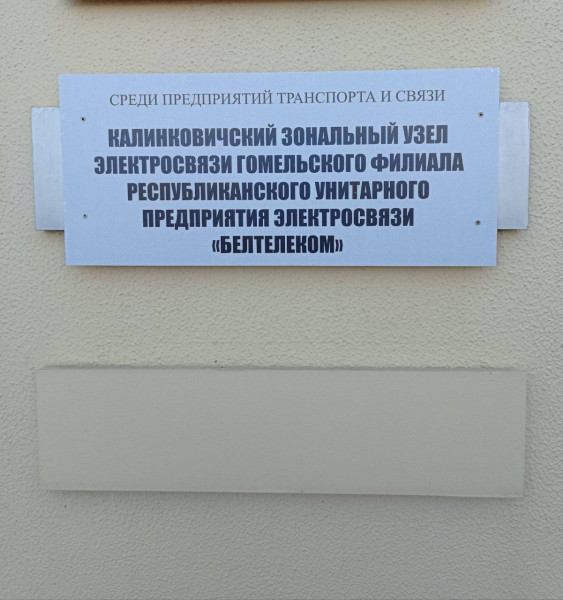 СРЕДИ ПРЕДПРИЯТИЙ ТРАНСПОРТА И СВЯЗИ
КАЛИНКОВИЧСКИЙ ЗОНАЛЬНЫЙ УЗЕЛ
ЭЛЕКТРОСВЯЗИ ГОМЕЛЬСКОГО ФИЛИАЛА
РЕСПУБЛИКАНСКОГО УНИТАРНОГО
ПРЕДПРИЯТИЯ ЭЛЕКТРОСВЯЗИ
«БЕЛТЕЛЕКОМ»